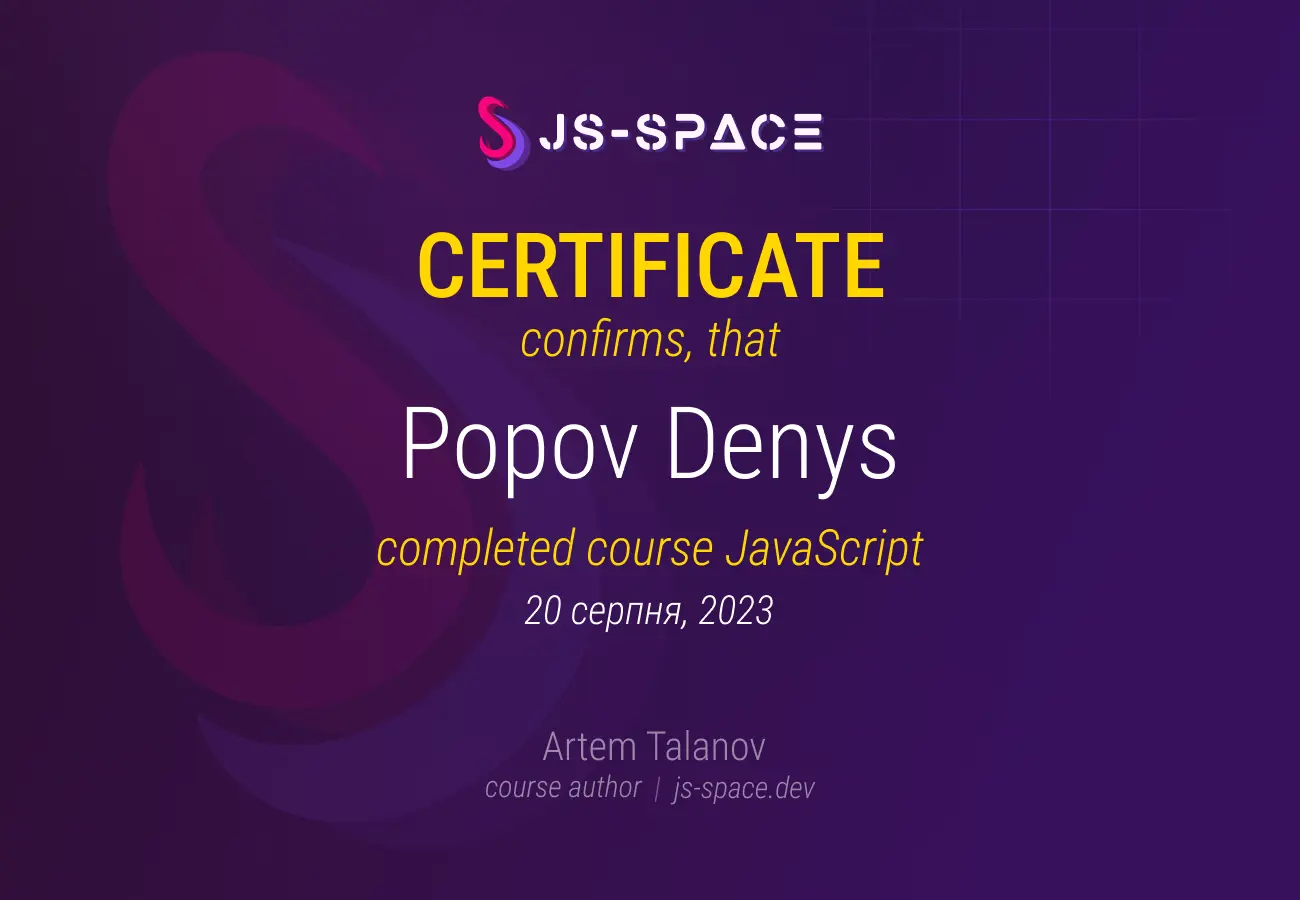 JS-SPACE
CERTIFICATE
confirms, that
Popov Denys
completed course JavaScript
20 серпня, 2023
Artem Talanov
course author | js-space.dev